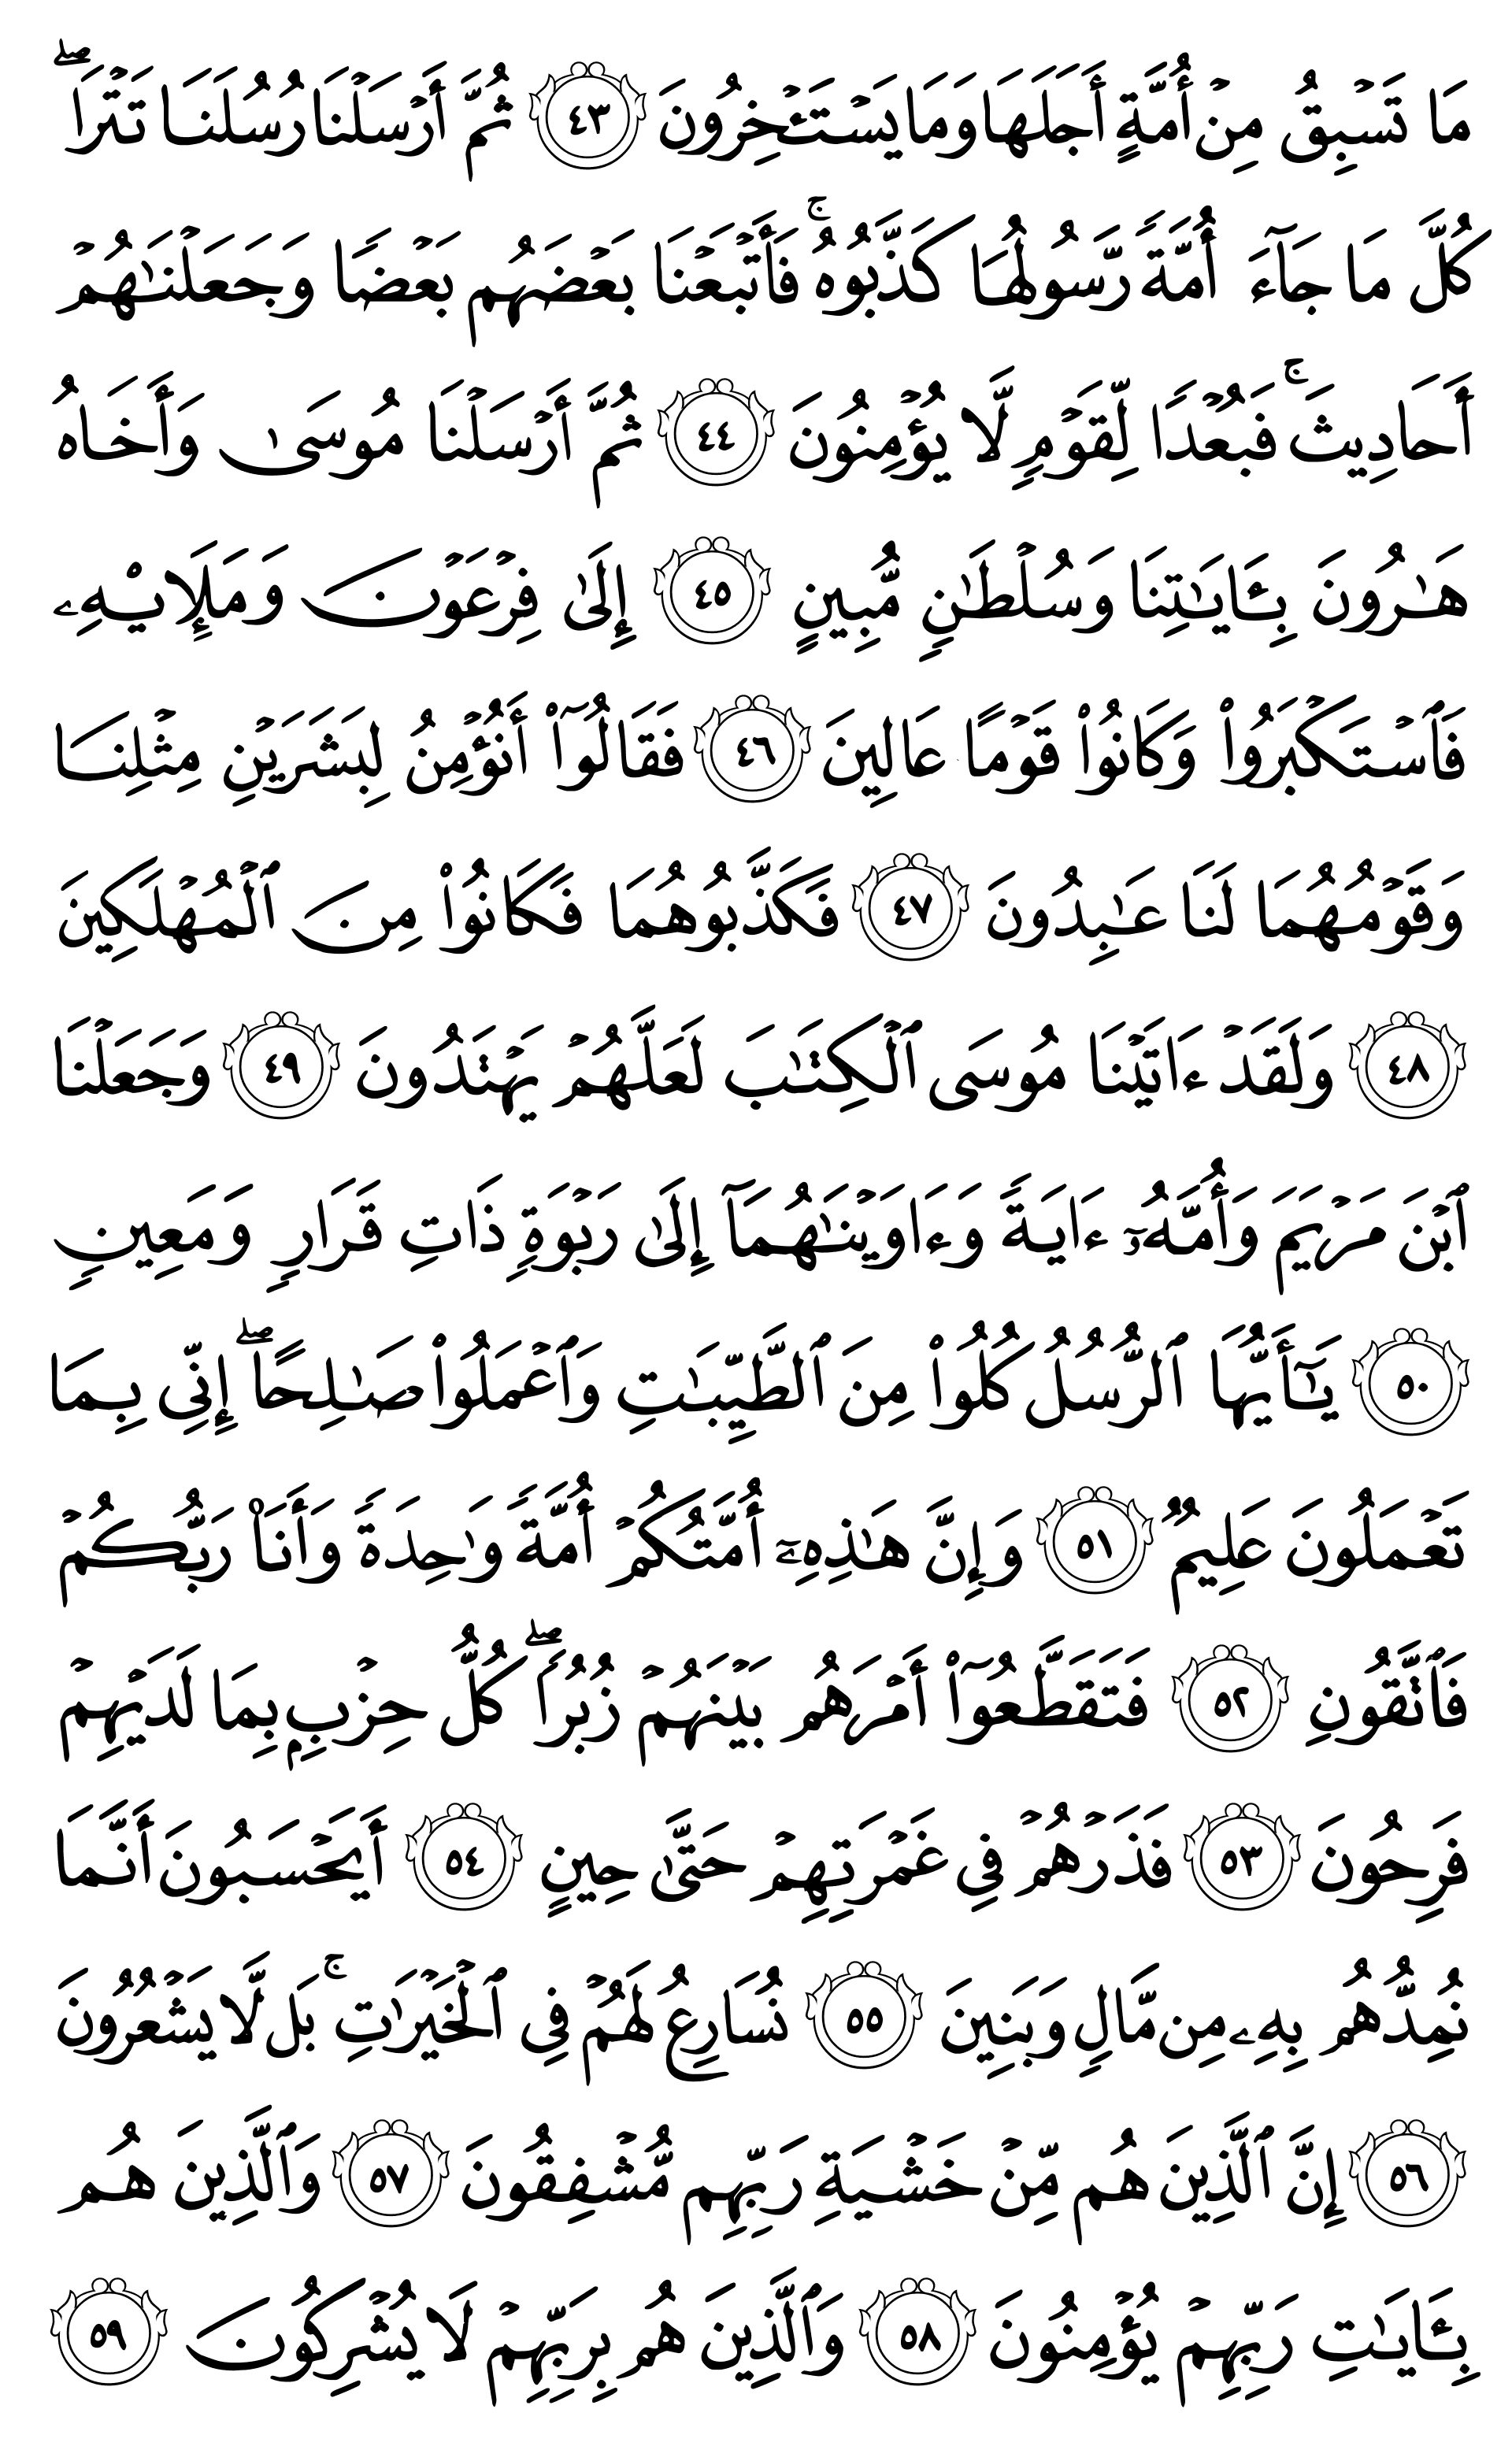 مَا تَسْبِقُ مِنْ أُمَّةٍ أَجَلَهَا وَمَا يَسْتَـْٔخِرُونَ ٤٣ ثُمَّ أَرْسَلْنَا رُسُلَنَا تَتْرَاۖ
كُلَّ مَا جَآءَ أُمَّةً رَّسُولُهَا كَذَّبُوهُۚ فَأَتْبَعْنَا بَعْضَهُم بَعْضًا وَجَعَلْنَـٰهُمْ
أَحَادِيثَۚ فَبُعْدًا لِّقَوْمٍ لَّا يُؤْمِنُونَ ٤٤ ثُمَّ أَرْسَلْنَا مُوسَىٰ وَأَخَاهُ
هَـٰرُونَ بِـَٔايَـٰتِنَا وَسُلْطَـٰنٍ مُّبِينٍ ٤٥ إِلَىٰ فِرْعَوْنَ وَمَلَإِيْهِۦ
فَٱسْتَكْبَرُوا۟ وَكَانُوا۟ قَوْمًا عَالِينَ ٤٦ فَقَالُوٓا۟ أَنُؤْمِنُ لِبَشَرَيْنِ مِثْلِنَا
وَقَوْمُهُمَا لَنَا عَـٰبِدُونَ ٤٧ فَكَذَّبُوهُمَا فَكَانُوا۟ مِنَ ٱلْمُهْلَكِينَ
٤٨ وَلَقَدْ ءَاتَيْنَا مُوسَى ٱلْكِتَـٰبَ لَعَلَّهُمْ يَهْتَدُونَ ٤٩ وَجَعَلْنَا
ٱبْنَ مَرْيَمَ وَأُمَّهُۥٓ ءَايَةً وَءَاوَيْنَـٰهُمَآ إِلَىٰ رَبْوَةٍ ذَاتِ قَرَارٍ وَمَعِينٍ
٥٠ يَـٰٓأَيُّهَا ٱلرُّسُلُ كُلُوا۟ مِنَ ٱلطَّيِّبَـٰتِ وَٱعْمَلُوا۟ صَـٰلِحًاۖ إِنِّى بِمَا
تَعْمَلُونَ عَلِيمٌ ٥١ وَإِنَّ هَـٰذِهِۦٓ أُمَّتُكُمْ أُمَّةً وَٰحِدَةً وَأَنَا۠ رَبُّكُمْ
فَٱتَّقُونِ ٥٢ فَتَقَطَّعُوٓا۟ أَمْرَهُم بَيْنَهُمْ زُبُرًاۖ كُلُّ حِزْبٍۭ بِمَا لَدَيْهِمْ
فَرِحُونَ ٥٣ فَذَرْهُمْ فِى غَمْرَتِهِمْ حَتَّىٰ حِينٍ ٥٤ أَيَحْسَبُونَ أَنَّمَا
نُمِدُّهُم بِهِۦ مِن مَّالٍ وَبَنِينَ ٥٥ نُسَارِعُ لَهُمْ فِى ٱلْخَيْرَٰتِۚ بَل لَّا يَشْعُرُونَ
٥٦ إِنَّ ٱلَّذِينَ هُم مِّنْ خَشْيَةِ رَبِّهِم مُّشْفِقُونَ ٥٧ وَٱلَّذِينَ هُم
بِـَٔايَـٰتِ رَبِّهِمْ يُؤْمِنُونَ ٥٨ وَٱلَّذِينَ هُم بِرَبِّهِمْ لَا يُشْرِكُونَ ٥٩